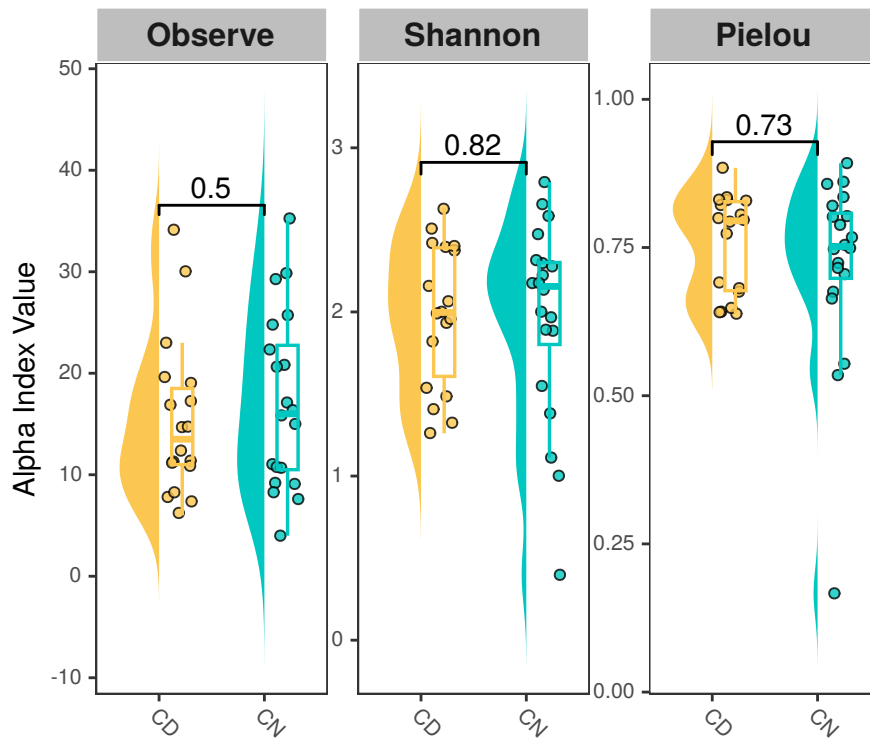 Observe
Shannon
Pielou
Alpha Index Value
50
40
30
20
10
0
-10
0.5
CD
CN
3
2
1
0
0.82
CD
CN
1.00
0.75
0.50
0.25
0.00
0.73
CD
CN